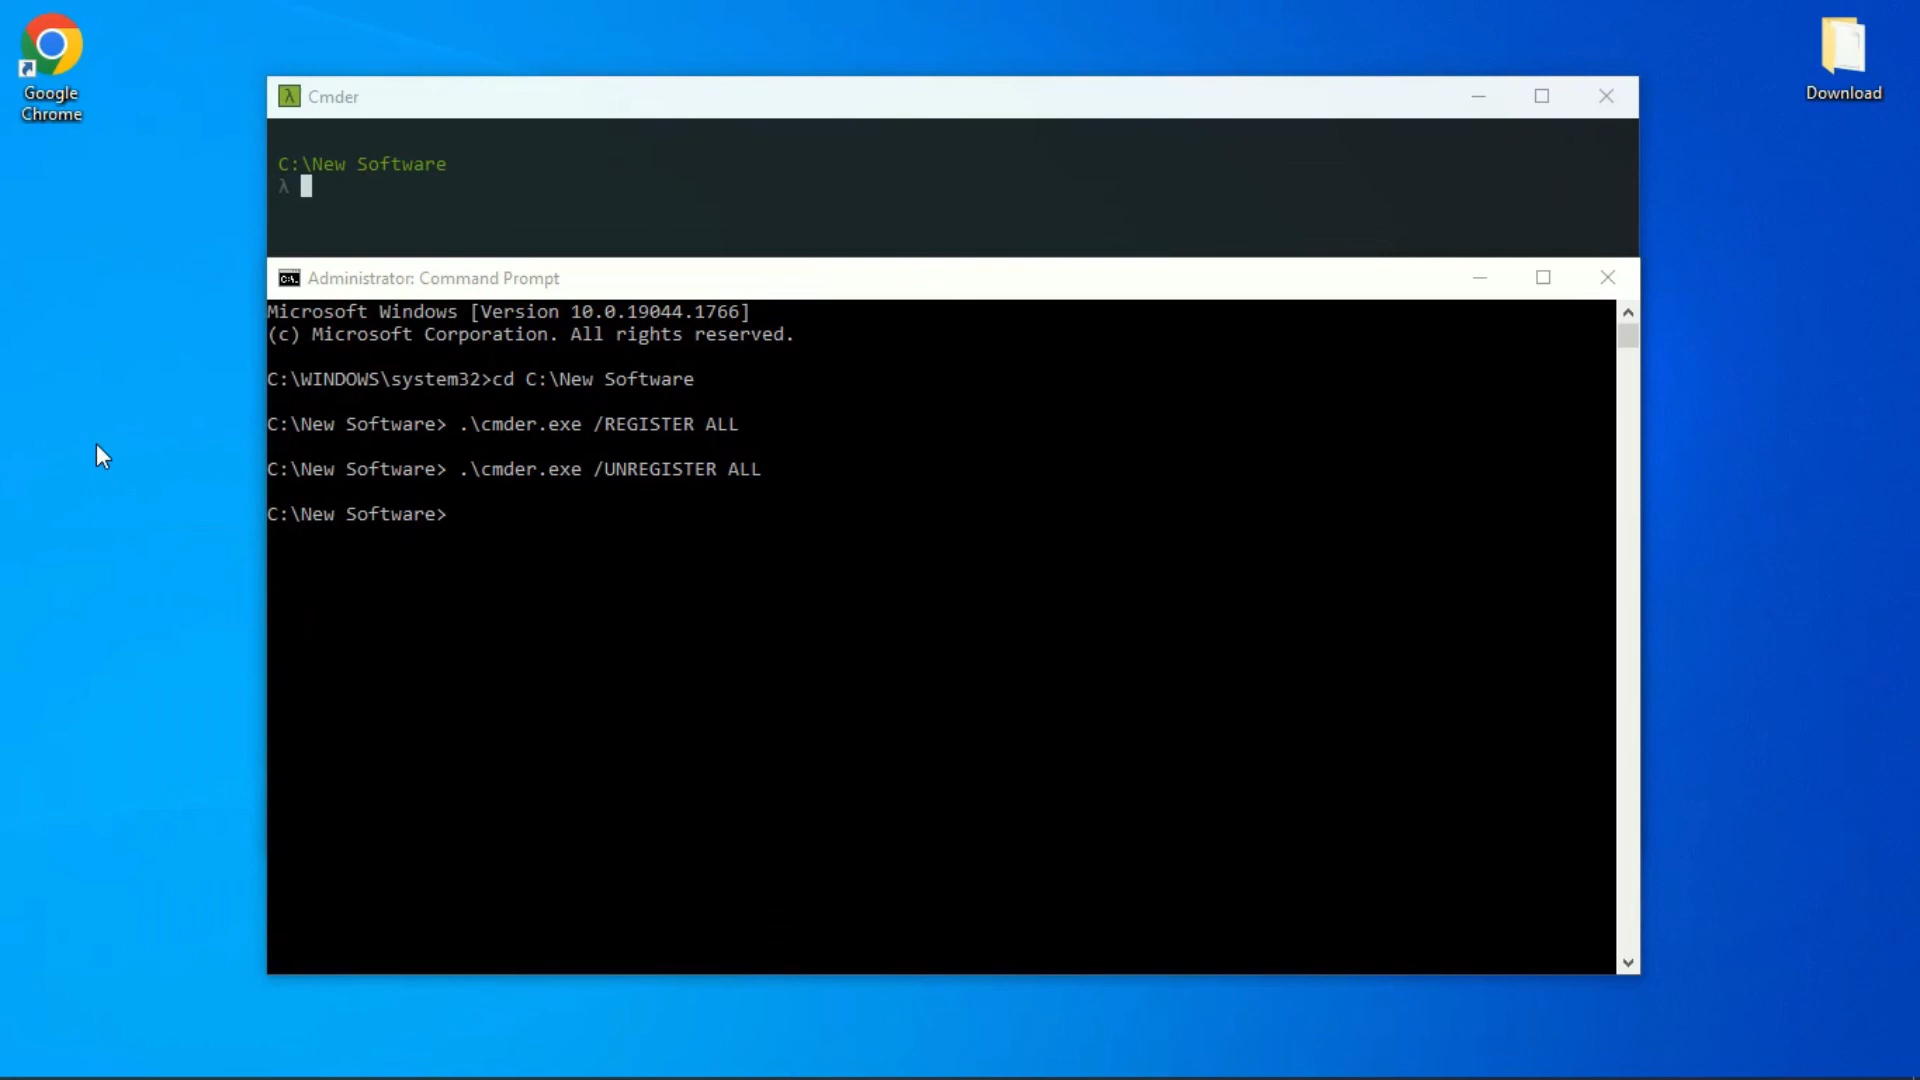 Google
Chrome
Download
Cmder
C:\New Software
λ
Administrator: Command Prompt
Microsoft Windows [Version 10.0.19044.1766]
(c) Microsoft Corporation. All rights reserved.
C:\WINDOWS\system32>cd C:\New Software
C:\New Software> .\cmder.exe /REGISTER ALL
C:\New Software> .\cmder.exe /UNREGISTER ALL
C:\New Software>